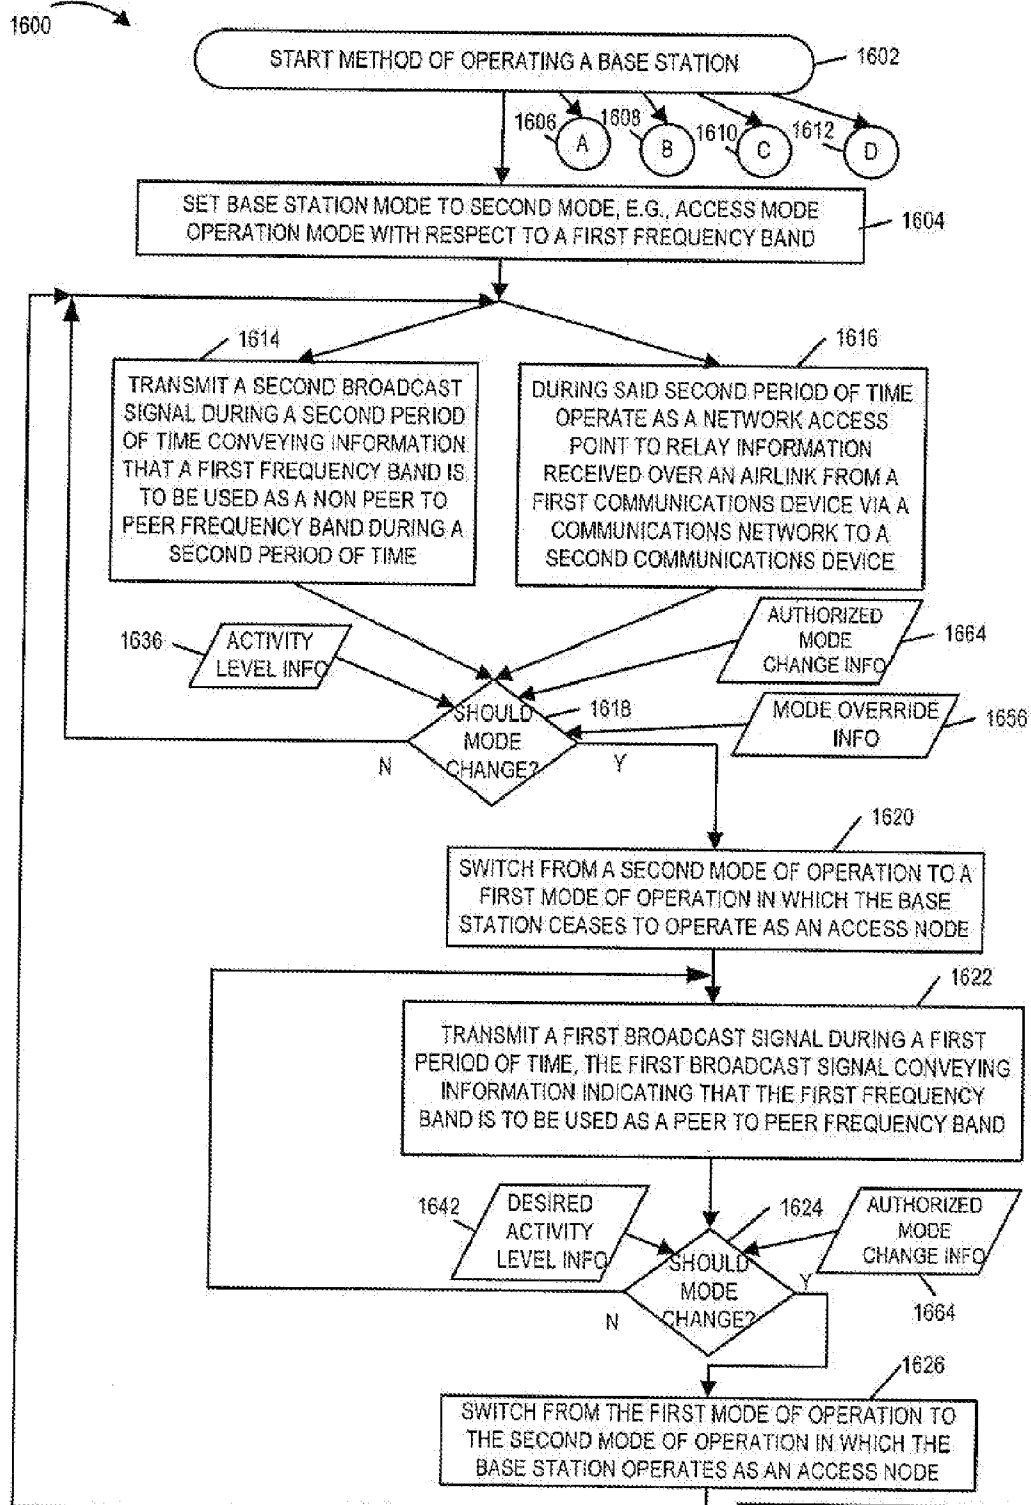 1600
START METHOD OF OPERATING A BASE STATION
1602
1606
A
1608
B
1610
C
1612
D
SET BASE STATION MODE TO SECOND MODE, E.G., ACCESS MODE
OPERATION MODE WITH RESPECT TO A FIRST FREQUENCY BAND
1604
1614
TRANSMIT A SECOND BROADCAST
SIGNAL DURING A SECOND PERIOD
OF TIME CONVEYING INFORMATION
THAT A FIRST FREQUENCY BAND IS
TO BE USED AS A NON PEER TO
PEER FREQUENCY BAND DURING A
SECOND PERIOD OF TIME
1616
DURING SAID SECOND PERIOD OF TIME
OPERATE AS A NETWORK ACCESS
POINT TO RELAY INFORMATION
RECEIVED OVER AN AIRLINK FROM A
FIRST COMMUNICATIONS DEVICE VIA A
COMMUNICATIONS NETWORK TO A
SECOND COMMUNICATIONS DEVICE
1636
ACTIVITY
LEVEL INFO
AUTHORIZED
MODE
CHANGE INFO
1664
SHOULD
MODE
CHANGE?
1618
MODE OVERRIDE
INFO
1656
N
Y
1620
SWITCH FROM A SECOND MODE OF OPERATION TO A
FIRST MODE OF OPERATION IN WHICH THE BASE
STATION CEASES TO OPERATE AS AN ACCESS NODE
1622
TRANSMIT A FIRST BROADCAST SIGNAL DURING A FIRST
PERIOD OF TIME, THE FIRST BROADCAST SIGNAL CONVEYING
INFORMATION INDICATING THAT THE FIRST FREQUENCY
BAND IS TO BE USED AS A PEER TO PEER FREQUENCY BAND
1642
DESIRED
ACTIVITY
LEVEL INFO
1624
AUTHORIZED
MODE
CHANGE INFO
1664
SHOULD
MODE
CHANGE?
N
Y
1626
SWITCH FROM THE FIRST MODE OF OPERATION TO
THE SECOND MODE OF OPERATION IN WHICH THE
BASE STATION OPERATES AS AN ACCESS NODE